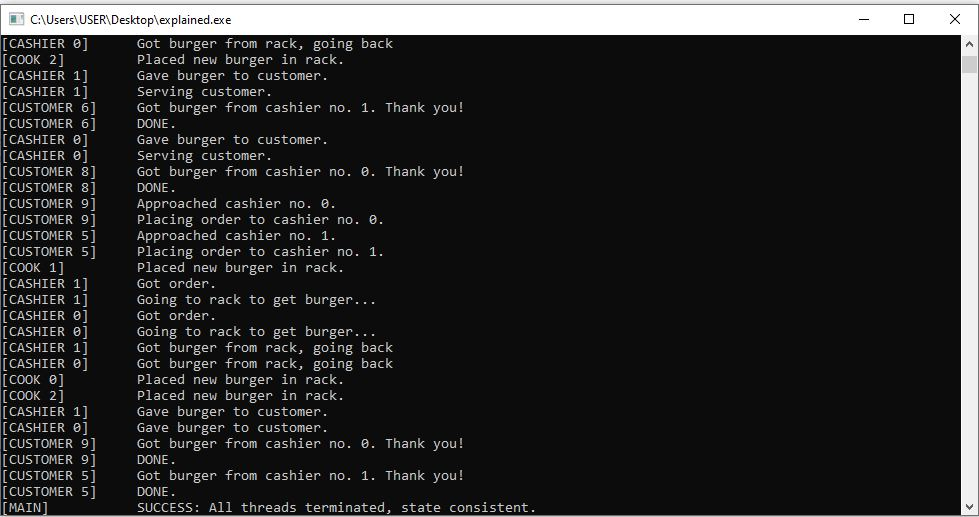 C:\Users\USER\Desktop\explained.exe
[CASHIER 0] Got burger from rack, going back
[COOK 2] Placed new burger in rack.
[CASHIER 1] Gave burger to customer.
[CASHIER 1] Serving customer.
[CUSTOMER 6] Got burger from cashier no. 1. Thank you!
[CUSTOMER 6] DONE.
[CASHIER 0] Gave burger to customer.
[CASHIER 0] Serving customer.
[CUSTOMER 8] Got burger from cashier no. 0. Thank you!
[CUSTOMER 8] DONE.
[CUSTOMER 9] Approached cashier no. 0.
[CUSTOMER 9] Placing order to cashier no. 0.
[CUSTOMER 5] Approached cashier no. 1.
[CUSTOMER 5] Placing order to cashier no. 1.
[COOK 1] Placed new burger in rack.
[CASHIER 1] Got order.
[CASHIER 1] Going to rack to get burger...
[CASHIER 0] Got order.
[CASHIER 0] Going to rack to get burger...
[CASHIER 1] Got burger from rack, going back
[CASHIER 0] Got burger from rack, going back
[COOK 0] Placed new burger in rack.
[COOK 2] Placed new burger in rack.
[CASHIER 1] Gave burger to customer.
[CASHIER 0] Gave burger to customer.
[CUSTOMER 9] Got burger from cashier no. 0. Thank you!
[CUSTOMER 9] DONE.
[CUSTOMER 5] Got burger from cashier no. 1. Thank you!
[CUSTOMER 5] DONE.
[MAIN] SUCCESS: All threads terminated, state consistent.